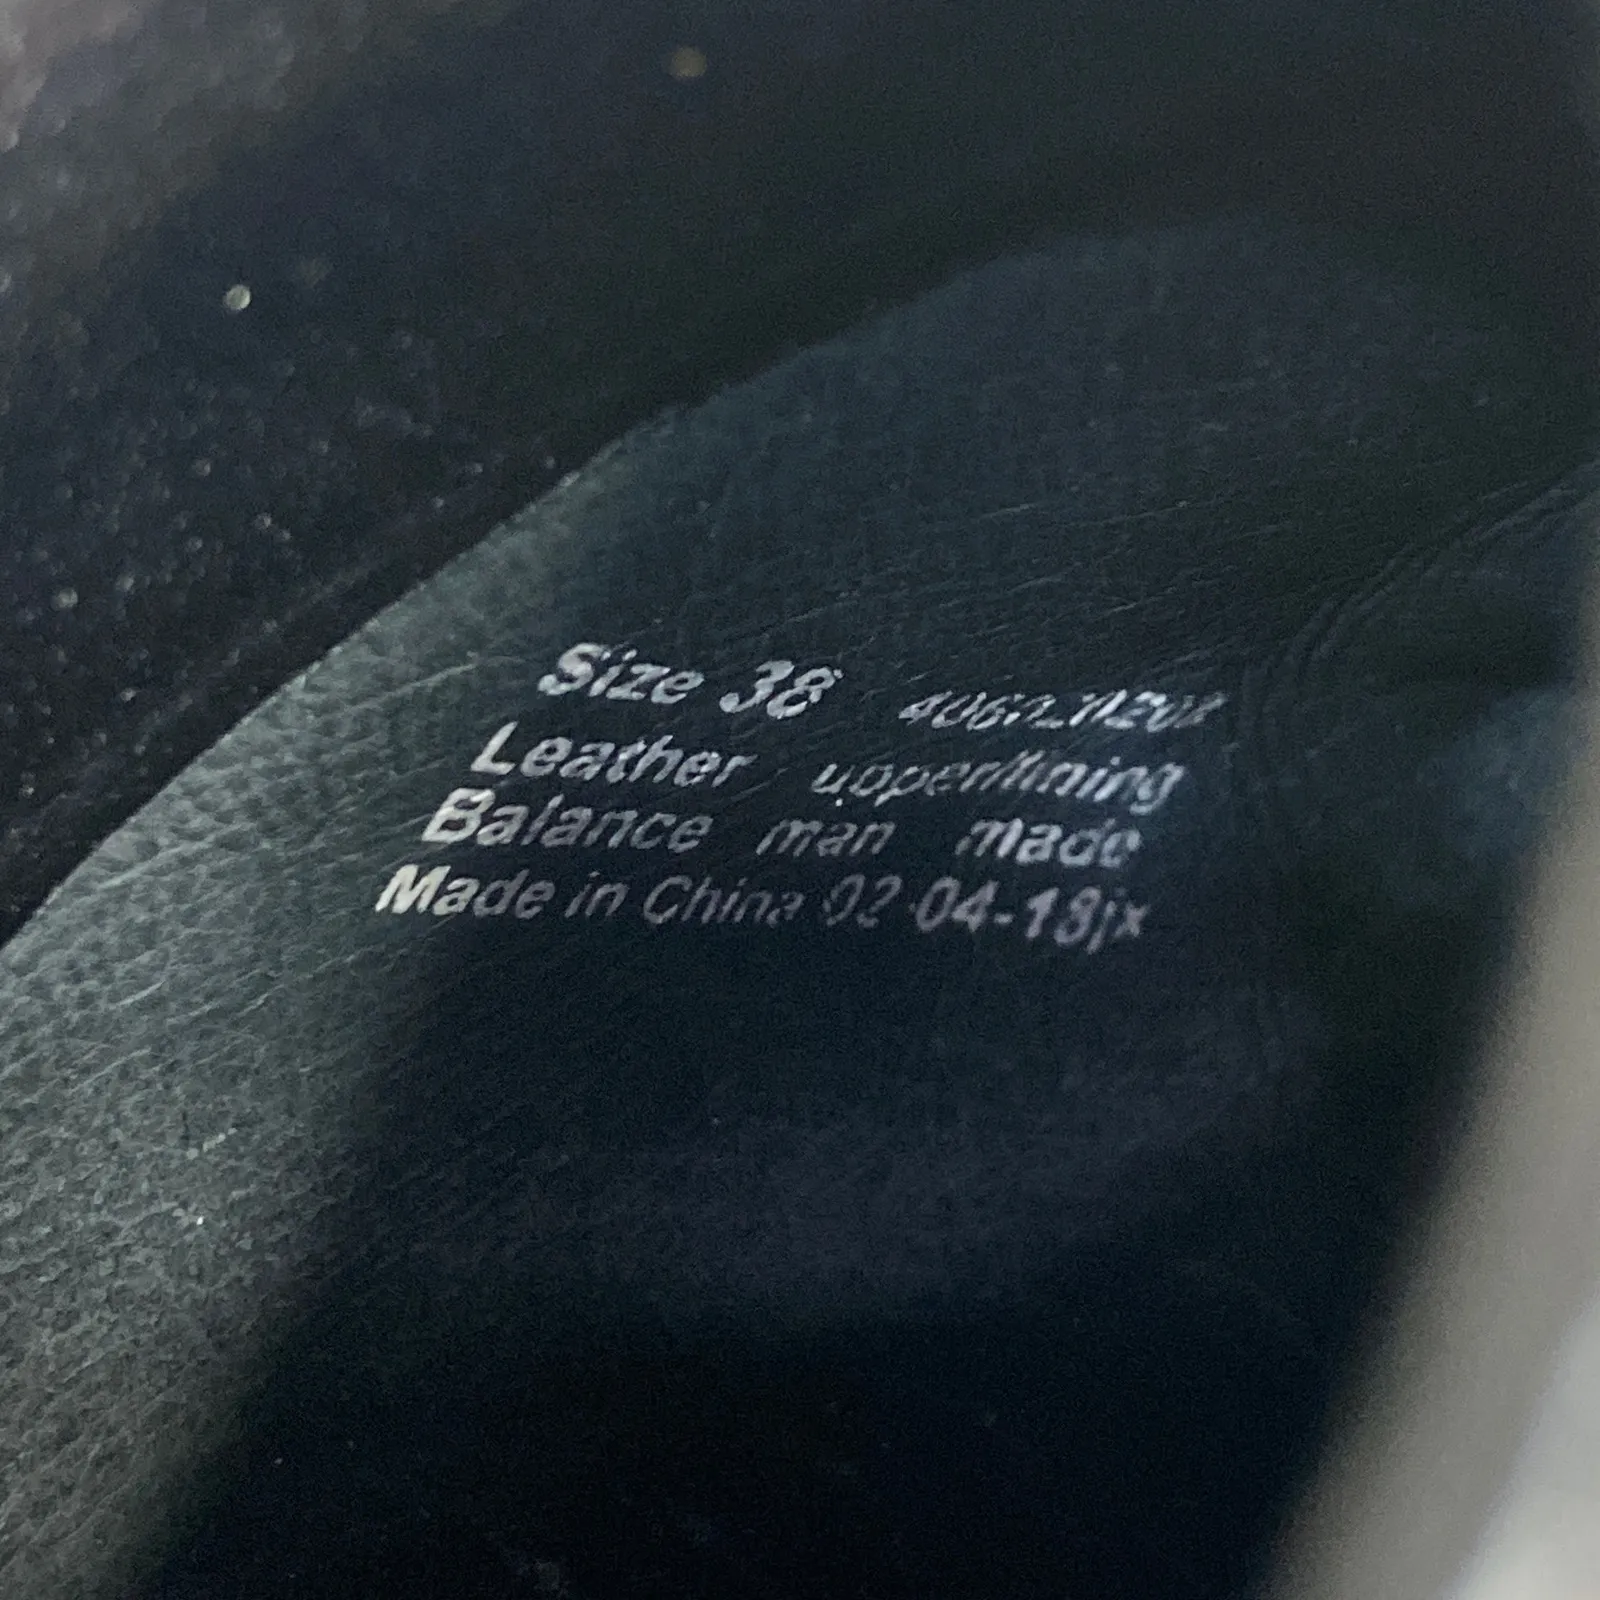 Size 38
Leather upper/lining
Balance man made
Made in China 02-04-18jx